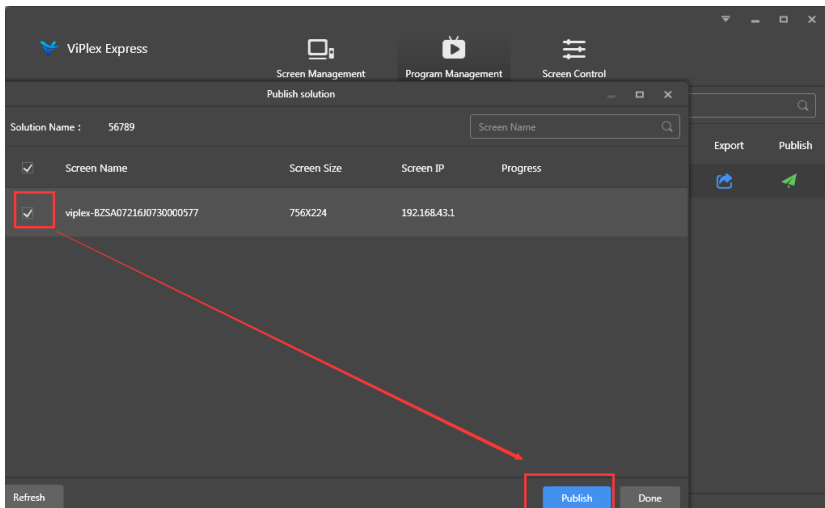 ViPlex Express
Screen Management
Program Management
Screen Control
Publish solution
Solution Name : 56789
Screen Name
Export
Publish
Screen Name
Screen Size
Screen IP
Progress
viplex-BZSA07216J0730000577
756X224
192.168.43.1
Refresh
Publish
Done